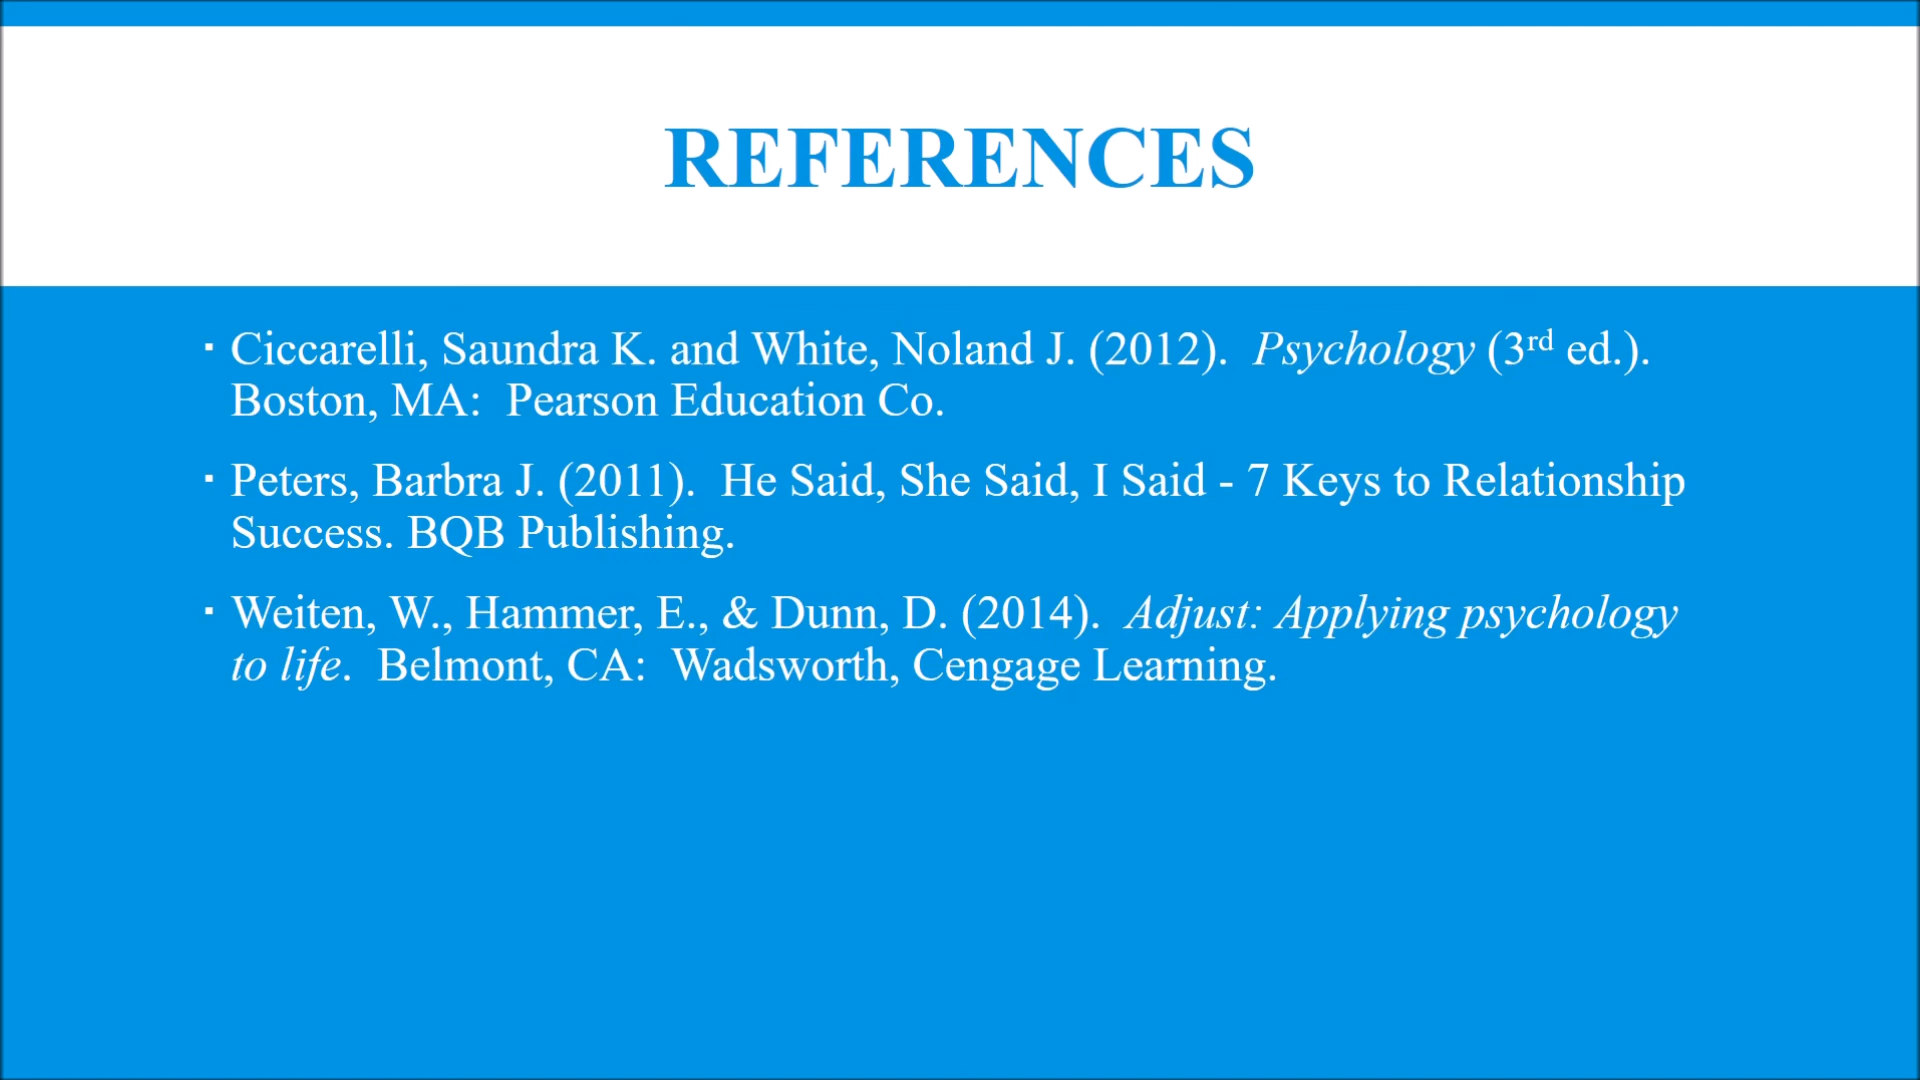 REFERENCES
▪ Ciccarelli, Saundra K. and White, Noland J. (2012).  Psychology (3rd ed.).
Boston, MA:  Pearson Education Co.
▪ Peters, Barbra J. (2011).  He Said, She Said, I Said - 7 Keys to Relationship
Success. BQB Publishing.
▪ Weiten, W., Hammer, E., & Dunn, D. (2014).  Adjust: Applying psychology
to life.  Belmont, CA:  Wadsworth, Cengage Learning.